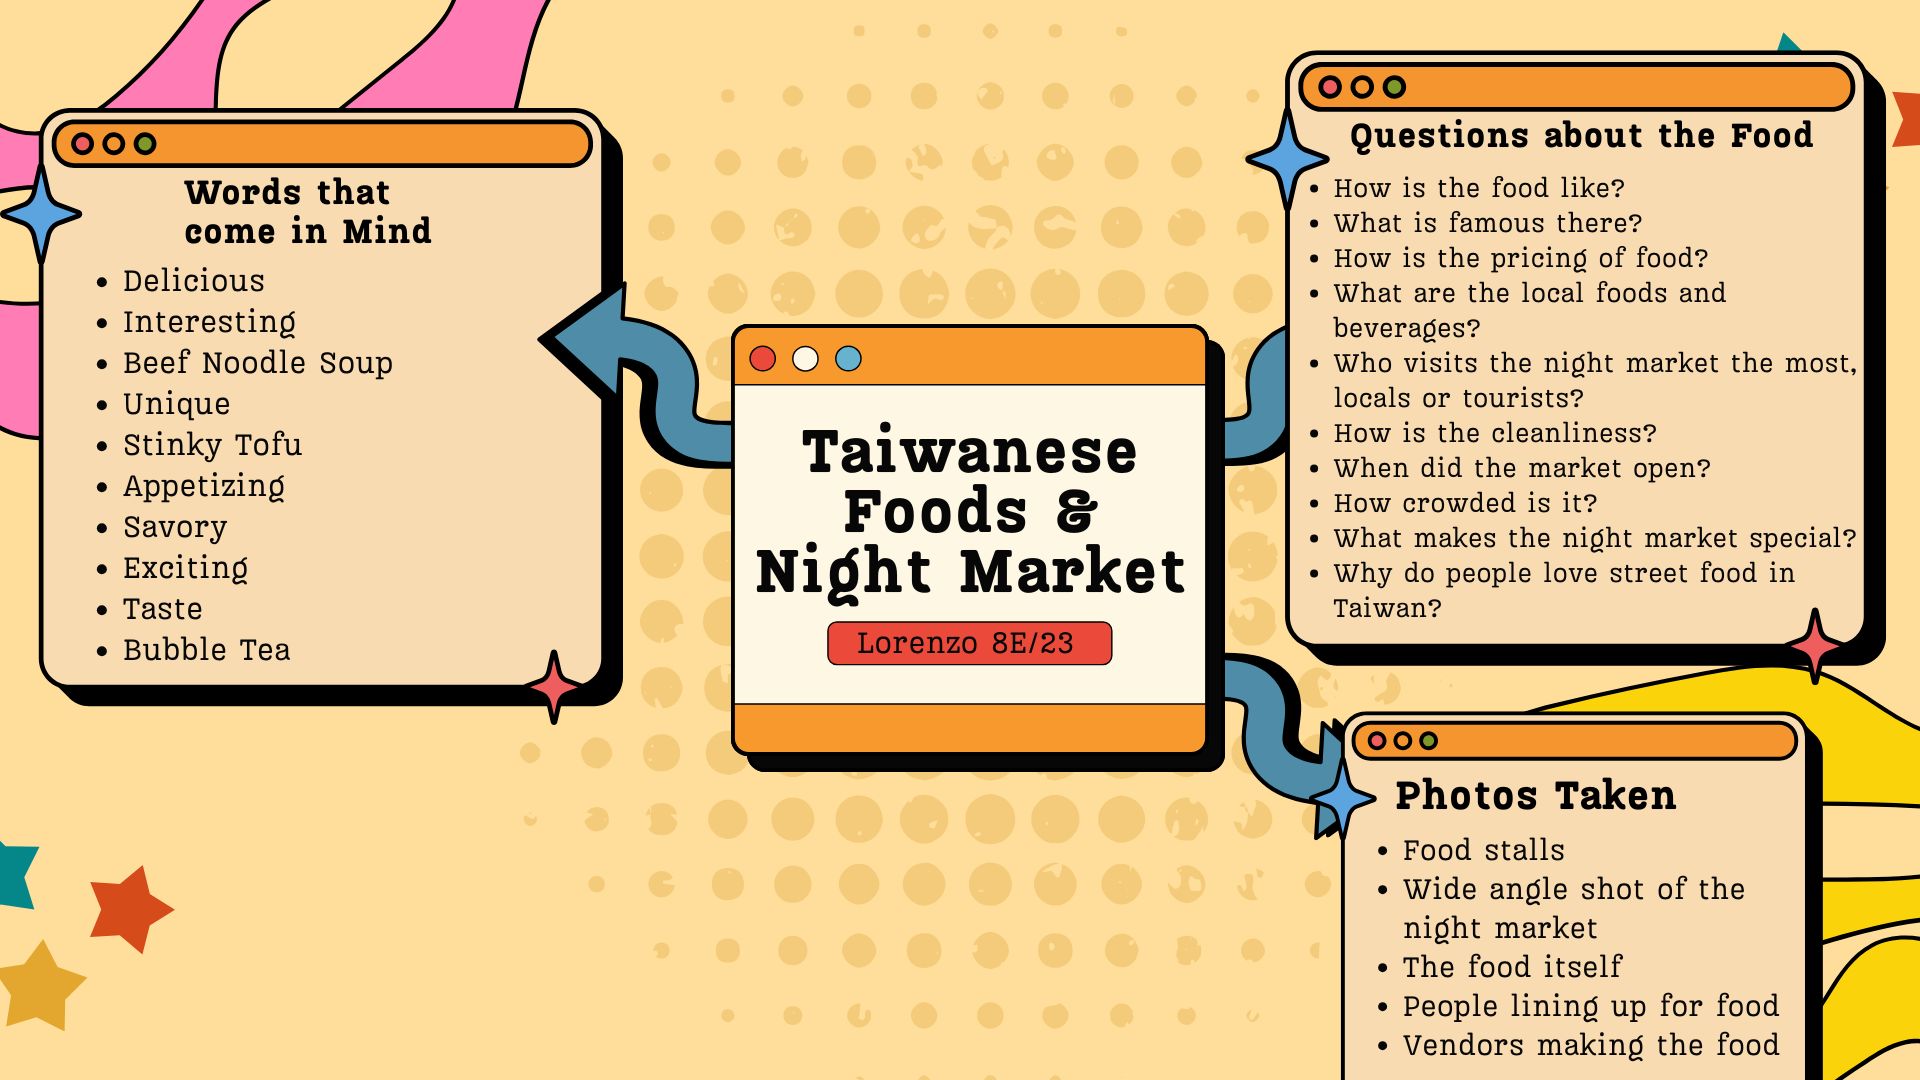 Words that
come in Mind
Delicious
Interesting
Beef Noodle Soup
Unique
Stinky Tofu
Appetizing
Savory
Exciting
Taste
Bubble Tea
Taiwanese
Foods &
Night Market
Lorenzo 8E/23
Questions about the Food
How is the food like?
What is famous there?
How is the pricing of food?
What are the local foods and
beverages?
Who visits the night market the most,
locals or tourists?
How is the cleanliness?
When did the market open?
How crowded is it?
What makes the night market special?
Why do people love street food in
Taiwan?
Photos Taken
Food stalls
Wide angle shot of the
night market
The food itself
People lining up for food
Vendors making the food